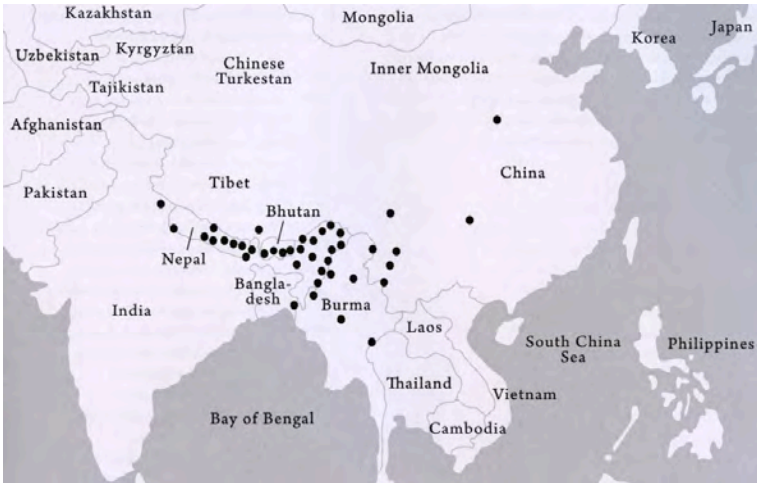 Kazakhstan
Mongolia
Japan
Korea
Uzbekistan
Kyrgyztan
Chinese
Turkestan
Inner Mongolia
Tajikistan
Afghanistan
China
Pakistan
Tibet
Bhutan
Nepal
Bangla-
desh
India
Burma
Laos
South China
Sea
Philippines
Thailand
Vietnam
Bay of Bengal
Cambodia